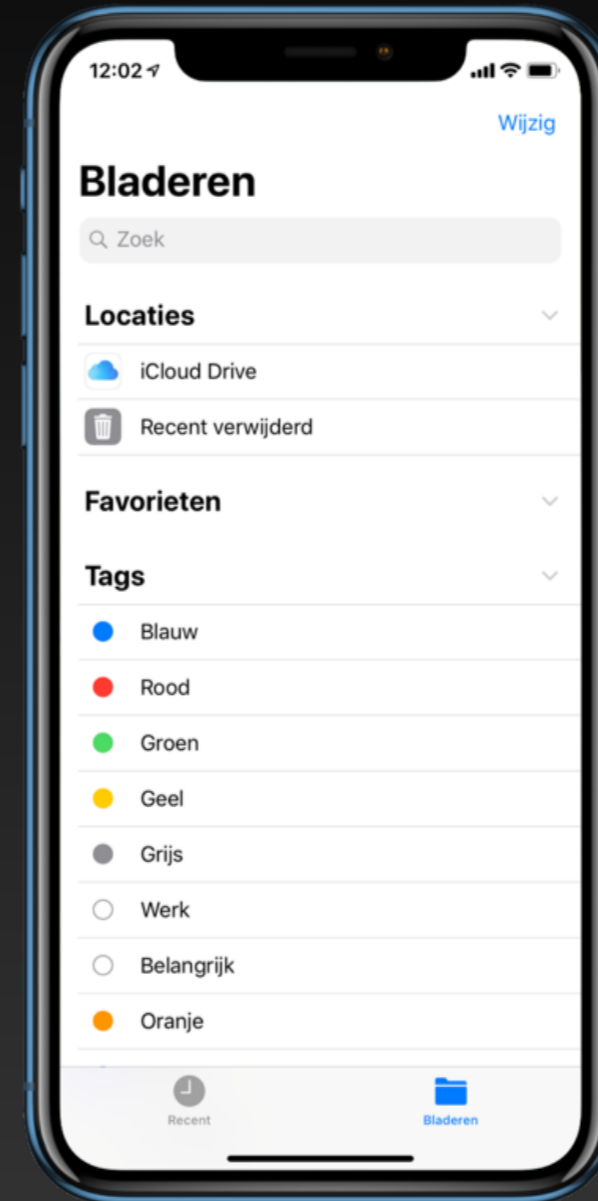 12:02
Wijzig
Bladeren
Zoek
Locaties
iCloud Drive
Recent verwijderd
Favorieten
Tags
Blauw
Rood
Groen
Geel
Grijs
Werk
Belangrijk
Oranje
Recent
Bladeren